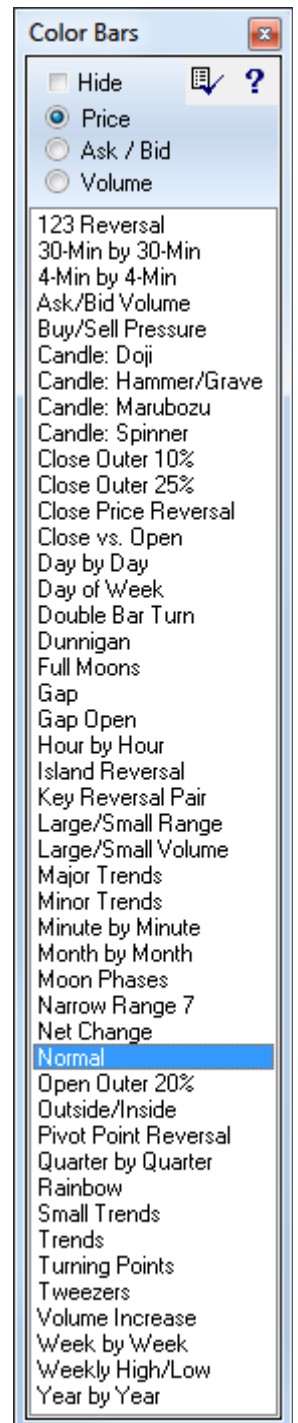 Color Bars
Hide ?
Price
Ask / Bid
Volume
123 Reversal
30-Min by 30-Min
4-Min by 4-Min
Ask/Bid Volume
Buy/Sell Pressure
Candle: Doji
Candle: Hammer/Grave
Candle: Marubozu
Candle: Spinner
Close Outer 10%
Close Outer 25%
Close Price Reversal
Close vs. Open
Day by Day
Day of Week
Double Bar Turn
Dunnigan
Full Moons
Gap
Gap Open
Hour by Hour
Island Reversal
Key Reversal Pair
Large/Small Range
Large/Small Volume
Major Trends
Minor Trends
Minute by Minute
Month by Month
Moon Phases
Narrow Range 7
Net Change
Normal
Open Outer 20%
Outside/Inside
Pivot Point Reversal
Quarter by Quarter
Rainbow
Small Trends
Trends
Turning Points
Tweezers
Volume Increase
Week by Week
Weekly High/Low
Year by Year